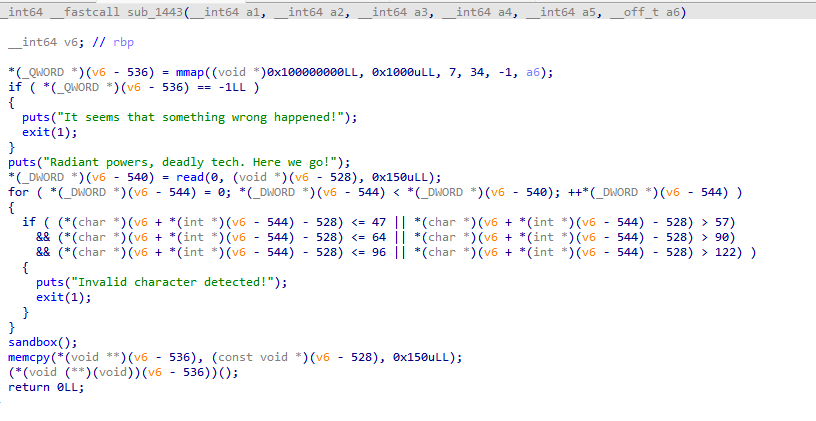 _int64 __fastcall sub_1443(__int64 a1, __int64 a2, __int64 a3, __int64 a4, __int64 a5, __off_t a6)
__int64 v6; // rbp
*(_QWORD *)(v6 - 536) = mmap((void *)0x100000000LL, 0x1000uLL, 7, 34, -1, a6);
if ( *(_QWORD *)(v6 - 536) == -1LL )
{
puts("It seems that something wrong happened!");
exit(1);
}
puts("Radiant powers, deadly tech. Here we go!");
*(_DWORD *)(v6 - 540) = read(0, (void *)(v6 - 528), 0x150uLL);
for ( *(_DWORD *)(v6 - 544) = 0; *(_DWORD *)(v6 - 544) < *(_DWORD *)(v6 - 540); ++*(_DWORD *)(v6 - 544) )
{
if ( (*(char *)(v6 + *(int *)(v6 - 544) - 528) <= 47 || *(char *)(v6 + *(int *)(v6 - 544) - 528) > 57)
&& (*(char *)(v6 + *(int *)(v6 - 544) - 528) <= 64 || *(char *)(v6 + *(int *)(v6 - 544) - 528) > 90)
&& (*(char *)(v6 + *(int *)(v6 - 544) - 528) <= 96 || *(char *)(v6 + *(int *)(v6 - 544) - 528) > 122) )
{
puts("Invalid character detected!");
exit(1);
}
}
sandbox();
memcpy(*(void **)(v6 - 536), (const void *)(v6 - 528), 0x150uLL);
(*(void (**)(void))(v6 - 536))();
return 0LL;